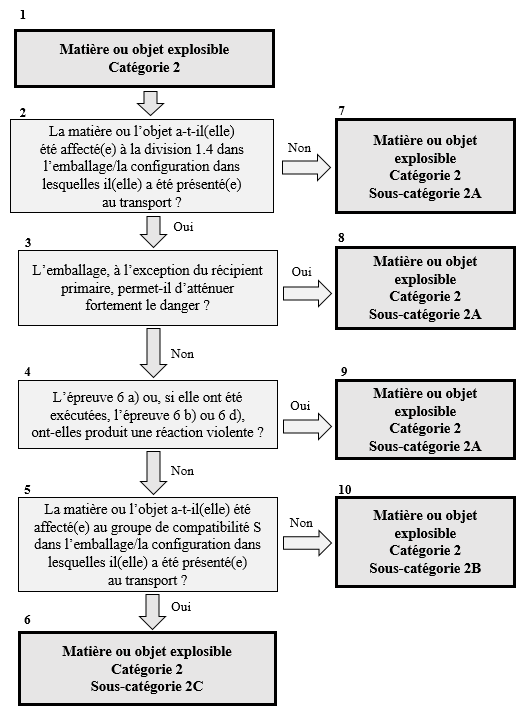 1
Matière ou objet explosible
Catégorie 2
2
La matière ou l'objet a-t-il(elle)
été affecté(e) à la division 1.4 dans
l'emballage/la configuration dans
lesquelles il(elle) a été présenté(e)
au transport ?
Non
7
Matière ou objet
explosible
Catégorie 2
Sous-catégorie 2A
Oui
3
L'emballage, à l'exception du récipient
primaire, permet-il d'atténuer
fortement le danger ?
Oui
8
Matière ou objet
explosible
Catégorie 2
Sous-catégorie 2A
Non
4
L'épreuve 6 a) ou, si elle ont été
exécutées, l'épreuve 6 b) ou 6 d),
ont-elles produit une réaction violente ?
Oui
9
Matière ou objet
explosible
Catégorie 2
Sous-catégorie 2A
Non
5
La matière ou l'objet a-t-il(elle) été
affecté(e) au groupe de compatibilité S
dans l'emballage/la configuration dans
lesquelles il(elle) a été présenté(e)
au transport ?
Non
10
Matière ou objet
explosible
Catégorie 2
Sous-catégorie 2B
Oui
6
Matière ou objet explosible
Catégorie 2
Sous-catégorie 2C